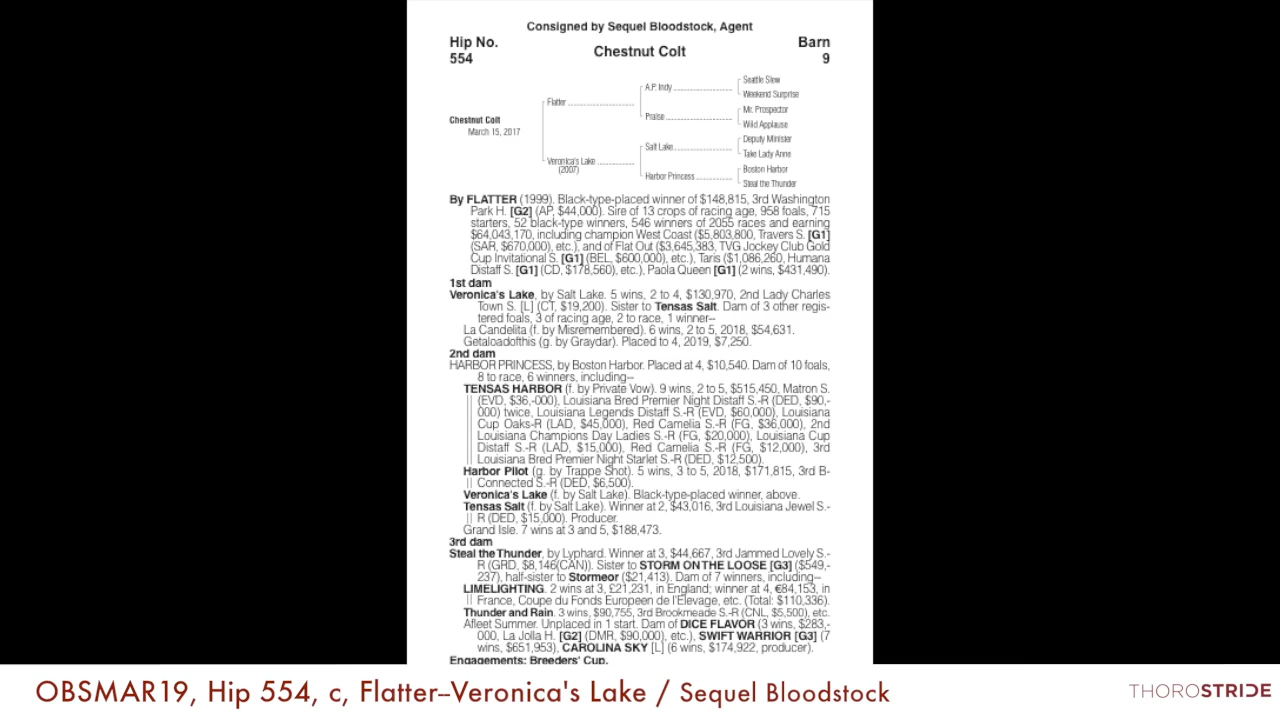 Consigned by Sequel Bloodstock, Agent
Hip No. Barn
554 Chestnut Colt 9
Seattle Slew
A.P. Indy
Weekend Surprise
Flatter
Mr. Prospector
Praise
Wild Applause
Chestnut Colt
March 15, 2017
Deputy Minister
Salt Lake
Take Lady Anne
Veronica's Lake
(2007)
Boston Harbor
Harbor Princess
Steal the Thunder
By FLATTER (1999). Black-type-placed winner of $148,815, 3rd Washington
Park H. [G2] (AP, $44,000). Sire of 13 crops of racing age, 958 foals, 715
starters, 52 black-type winners, 546 winners of 2055 races and earning
$64,043,170, including champion West Coast ($5,803,800, Travers S. [G1]
(SAR, $670,000), etc.), and of Flat Out ($3,645,383, TVG Jockey Club Gold
Cup Invitational S. [G1] (BEL, $600,000), etc.), Taris ($1,086,260, Humana
Distaff S. [G1] (CD, $178,560), etc.), Paola Queen [G1] (2 wins, $431,490).
1st dam
Veronica's Lake, by Salt Lake. 5 wins, 2 to 4, $130,970, 2nd Lady Charles
Town S. [L] (CT, $19,200). Sister to Tensas Salt. Dam of 3 other regis-
tered foals, 3 of racing age, 2 to race, 1 winner--
La Candelita (f. by Misremembered). 6 wins, 2 to 5, 2018, $54,631.
Getaloadofthis (g. by Graydar). Placed to 4, 2019, $7,250.
2nd dam
HARBOR PRINCESS, by Boston Harbor. Placed at 4, $10,540. Dam of 10 foals,
8 to race, 6 winners, including--
TENSAS HARBOR (f. by Private Vow). 9 wins, 2 to 5, $515,450, Matron S.
(EVD, $36,-000), Louisiana Bred Premier Night Distaff S.-R (DED, $90,-
000) twice, Louisiana Legends Distaff S.-R (EVD, $60,000), Louisiana
Cup Oaks-R (LAD, $45,000), Red Camelia S.-R (FG, $36,000), 2nd
Louisiana Champions Day Ladies S.-R (FG, $20,000), Louisiana Cup
Distaff S.-R (LAD, $15,000), Red Camelia S.-R (FG, $12,000), 3rd
Louisiana Bred Premier Night Starlet S.-R (DED, $12,500).
Harbor Pilot (g. by Trappe Shot). 5 wins, 3 to 5, 2018, $171,815, 3rd B-
Connected S.-R (DED, $6,500).
Veronica's Lake (f. by Salt Lake). Black-type-placed winner, above.
Tensas Salt (f. by Salt Lake). Winner at 2, $43,016, 3rd Louisiana Jewel S.-
R (DED, $15,000). Producer.
Grand Isle. 7 wins at 3 and 5, $188,473.
3rd dam
Steal the Thunder, by Lyphard. Winner at 3, $44,667, 3rd Jammed Lovely S.-
R (GRD, $8,146(CAN)). Sister to STORM ON THE LOOSE [G3] ($549,-
237), half-sister to Stormeor ($21,413). Dam of 7 winners, including--
LIMELIGHTING. 2 wins at 3, £21,231, in England; winner at 4, €84,153, in
France, Coupe du Fonds Europeen de l'Elevage, etc. (Total: $110,336).
Thunder and Rain. 3 wins, $90,755, 3rd Brookmeade S.-R (CNL, $5,500), etc.
Afleet Summer. Unplaced in 1 start. Dam of DICE FLAVOR (3 wins, $283,-
000, La Jolla H. [G2] (DMR, $90,000), etc.), SWIFT WARRIOR [G3] (7
wins, $651,953), CAROLINA SKY [L] (6 wins, $174,922, producer).
Engagements: Breeders' Cup.
OBSMAR19, Hip 554, c, Flatter--Veronica's Lake / Sequel Bloodstock
THOROSTRIDE